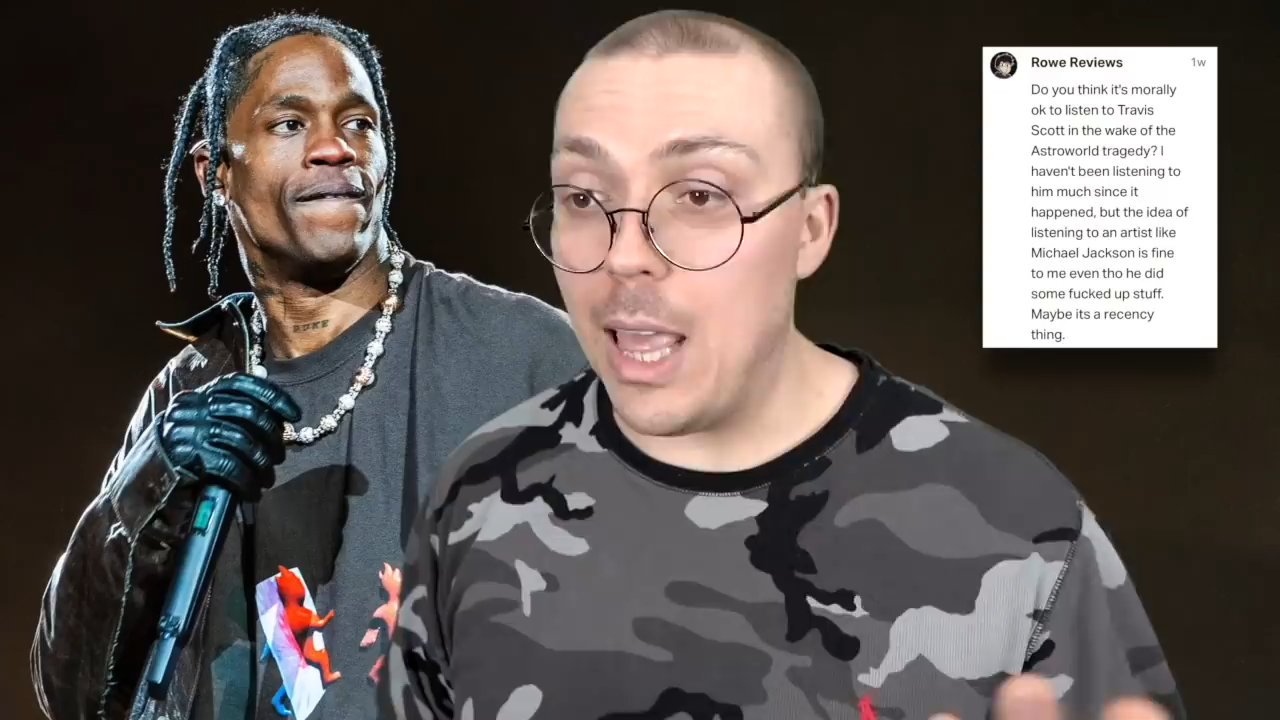 Rowe Reviews 1w
Do you think it's morally
ok to listen to Travis
Scott in the wake of the
Astroworld tragedy? I
haven't been listening to
him much since it
happened, but the idea of
listening to an artist like
Michael Jackson is fine
to me even tho he did
some fucked up stuff.
Maybe its a recency
thing.